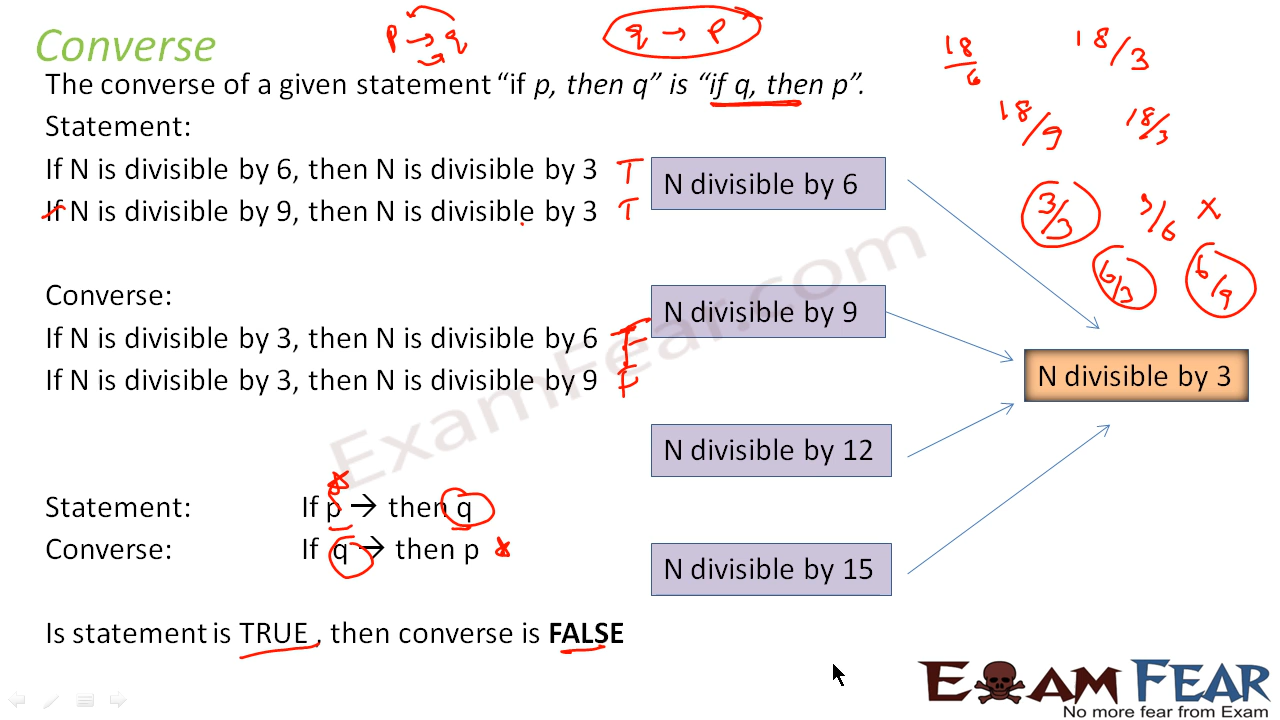 Converse
p → q
q → p
The converse of a given statement “if p, then q” is “if q, then p”.
Statement:
If N is divisible by 6, then N is divisible by 3 T
If N is divisible by 9, then N is divisible by 3 T
Converse:
If N is divisible by 3, then N is divisible by 6 F
If N is divisible by 3, then N is divisible by 9 F
Statement: If p → then q
Converse: If q → then p
Is statement is TRUE , then converse is FALSE
18/6
18/3
18/9
18/3
3/3
3/6 ×
6/3
6/9
N divisible by 6
N divisible by 9
N divisible by 12
N divisible by 15
N divisible by 3
ExamFear.com
EXAM FEAR
No more fear from Exam